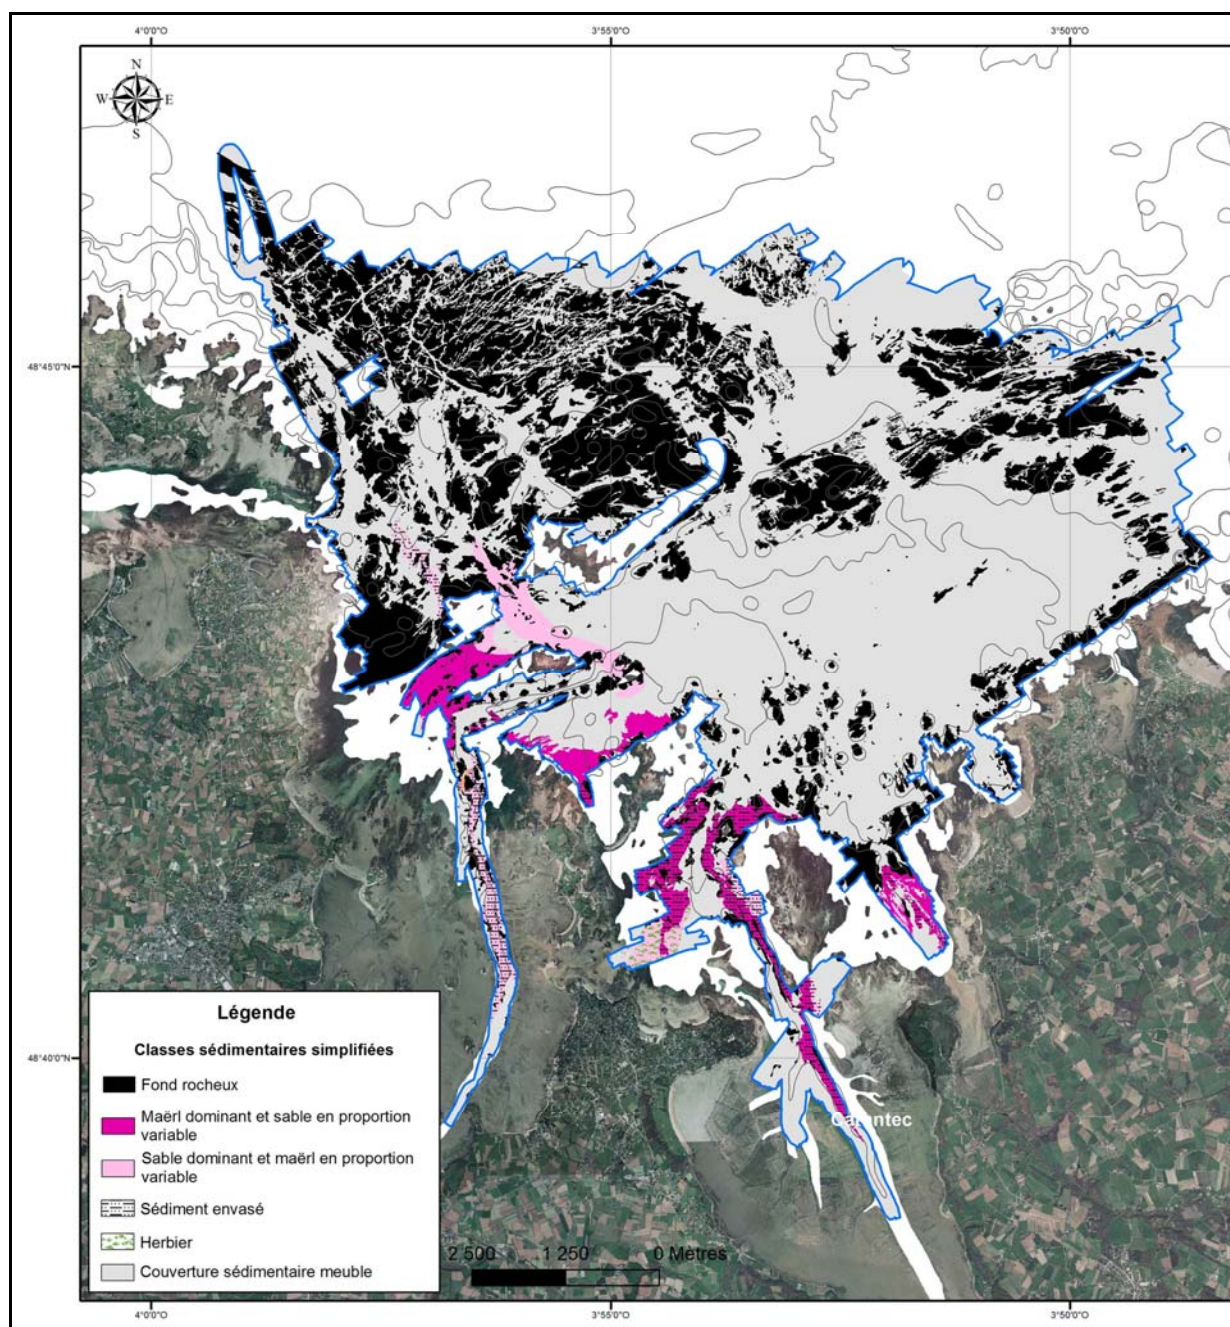 4°0'0"O
3°55'0"O
3°50'0"O
N
W
E
S
48°45'0"N
48°40'0"N
Carantec
Légende
Classes sédimentaires simplifiées
Fond rocheux
Maërl dominant et sable en proportion
variable
Sable dominant et maërl en proportion
variable
Sédiment envasé
Herbier
Couverture sédimentaire meuble
2 500 1 250 0 Mètres
4°0'0"O
3°55'0"O
3°50'0"O